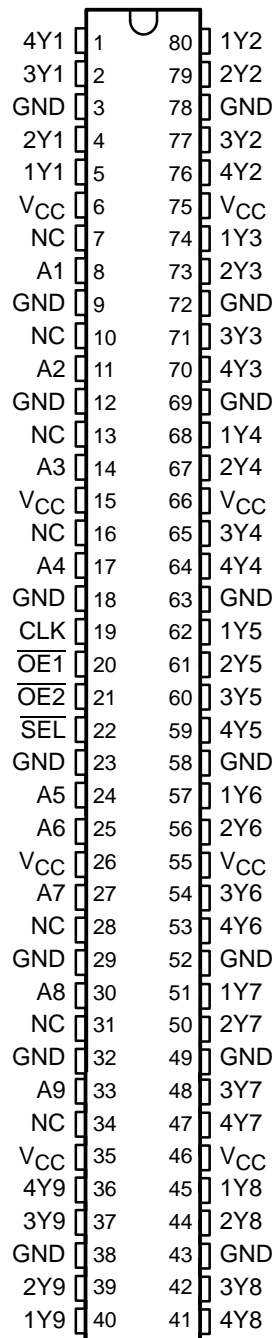 4Y1 1 80 1Y2
3Y1 2 79 2Y2
GND 3 78 GND
2Y1 4 77 3Y2
1Y1 5 76 4Y2
VCC 6 75 VCC
NC 7 74 1Y3
A1 8 73 2Y3
GND 9 72 GND
NC 10 71 3Y3
A2 11 70 4Y3
GND 12 69 GND
NC 13 68 1Y4
A3 14 67 2Y4
VCC 15 66 VCC
NC 16 65 3Y4
A4 17 64 4Y4
GND 18 63 GND
CLK 19 62 1Y5
OE1 20 61 2Y5
OE2 21 60 3Y5
SEL 22 59 4Y5
GND 23 58 GND
A5 24 57 1Y6
A6 25 56 2Y6
VCC 26 55 VCC
A7 27 54 3Y6
NC 28 53 4Y6
GND 29 52 GND
A8 30 51 1Y7
NC 31 50 2Y7
GND 32 49 GND
A9 33 48 3Y7
NC 34 47 4Y7
VCC 35 46 VCC
4Y9 36 45 1Y8
3Y9 37 44 2Y8
GND 38 43 GND
2Y9 39 42 3Y8
1Y9 40 41 4Y8